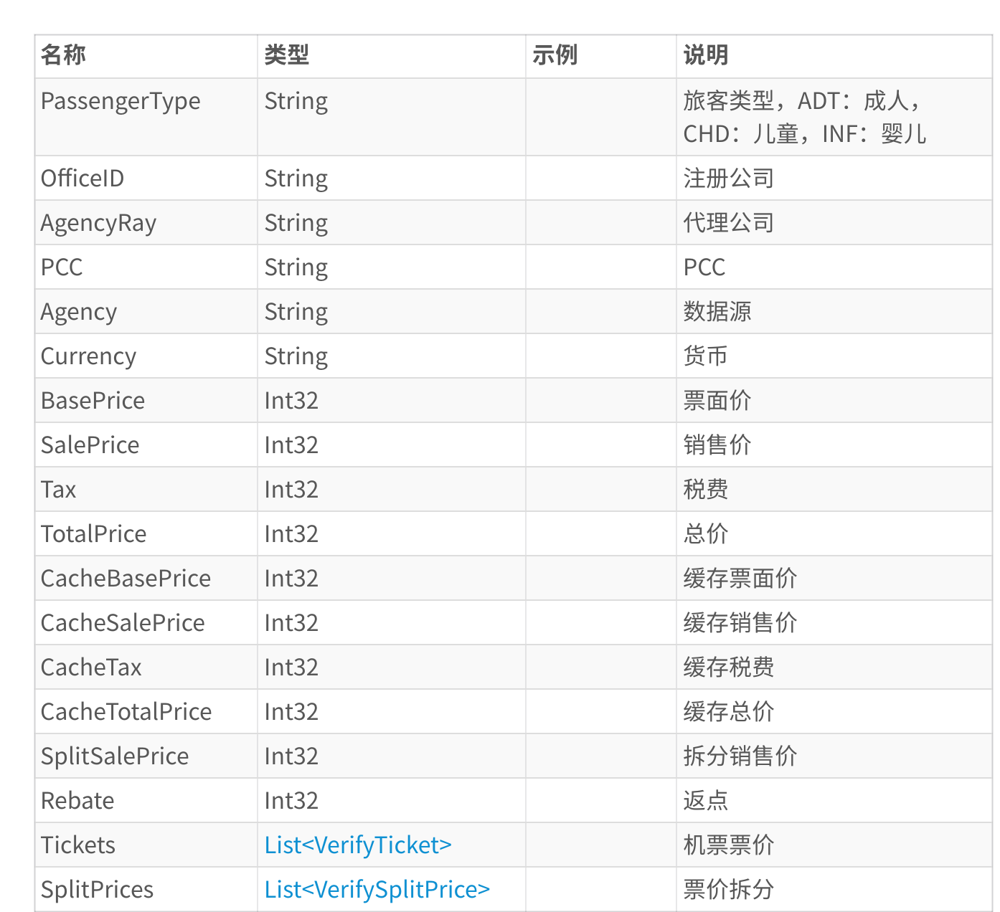 名称 类型 示例 说明
PassengerType String 旅客类型，ADT：成人，
CHD：儿童，INF：婴儿
OfficeID String 注册公司
AgencyRay String 代理公司
PCC String PCC
Agency String 数据源
Currency String 货币
BasePrice Int32 票面价
SalePrice Int32 销售价
Tax Int32 税费
TotalPrice Int32 总价
CacheBasePrice Int32 缓存票面价
CacheSalePrice Int32 缓存销售价
CacheTax Int32 缓存税费
CacheTotalPrice Int32 缓存总价
SplitSalePrice Int32 拆分销售价
Rebate Int32 返点
Tickets List<VerifyTicket> 机票票价
SplitPrices List<VerifySplitPrice> 票价拆分